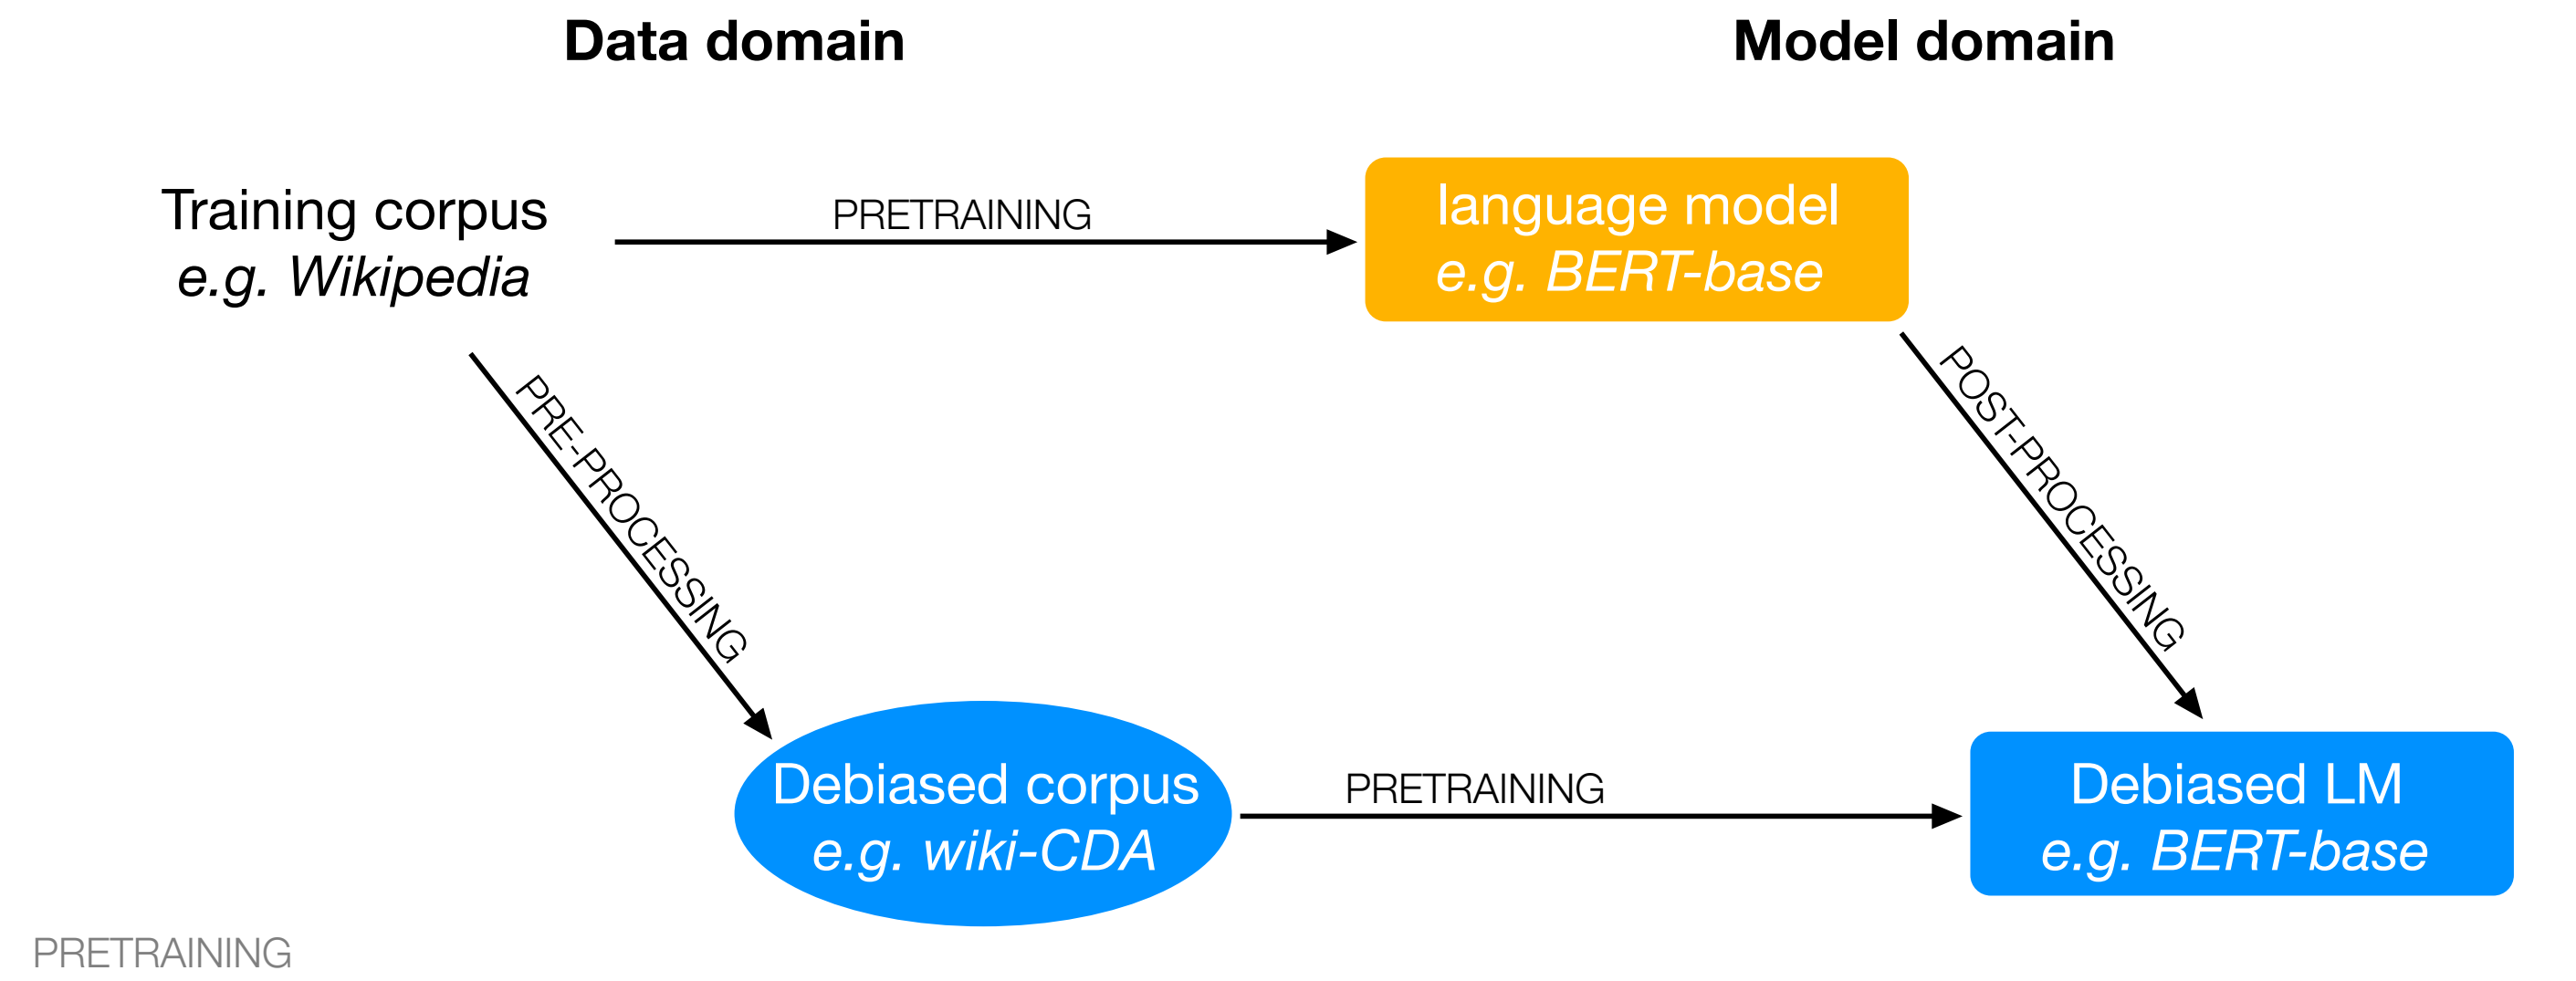 Data domain
Model domain
Training corpus
e.g. Wikipedia
PRETRAINING
language model
e.g. BERT-base
PRE-PROCESSING
POST-PROCESSING
Debiased corpus
e.g. wiki-CDA
PRETRAINING
Debiased LM
e.g. BERT-base
PRETRAINING